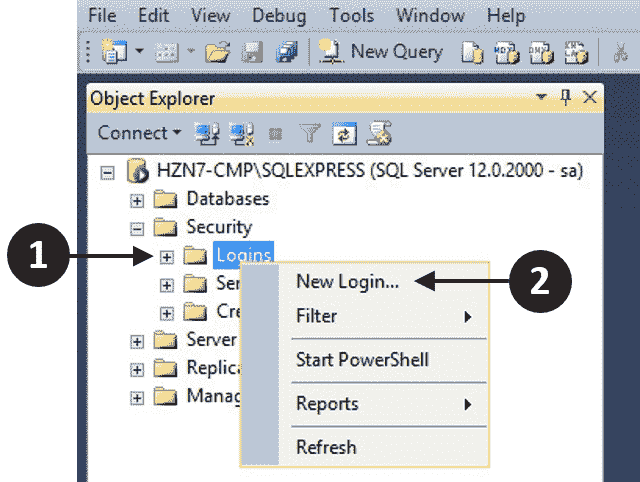 File Edit View Debug Tools Window Help
New Query
Object Explorer
Connect
HZN7-CMP\SQLEXPRESS (SQL Server 12.0.2000 - sa)
Databases
Security
1
Logins
New Login...
2
Ser
Filter
Cre
Server
Start PowerShell
Replica
Manag
Reports
Refresh